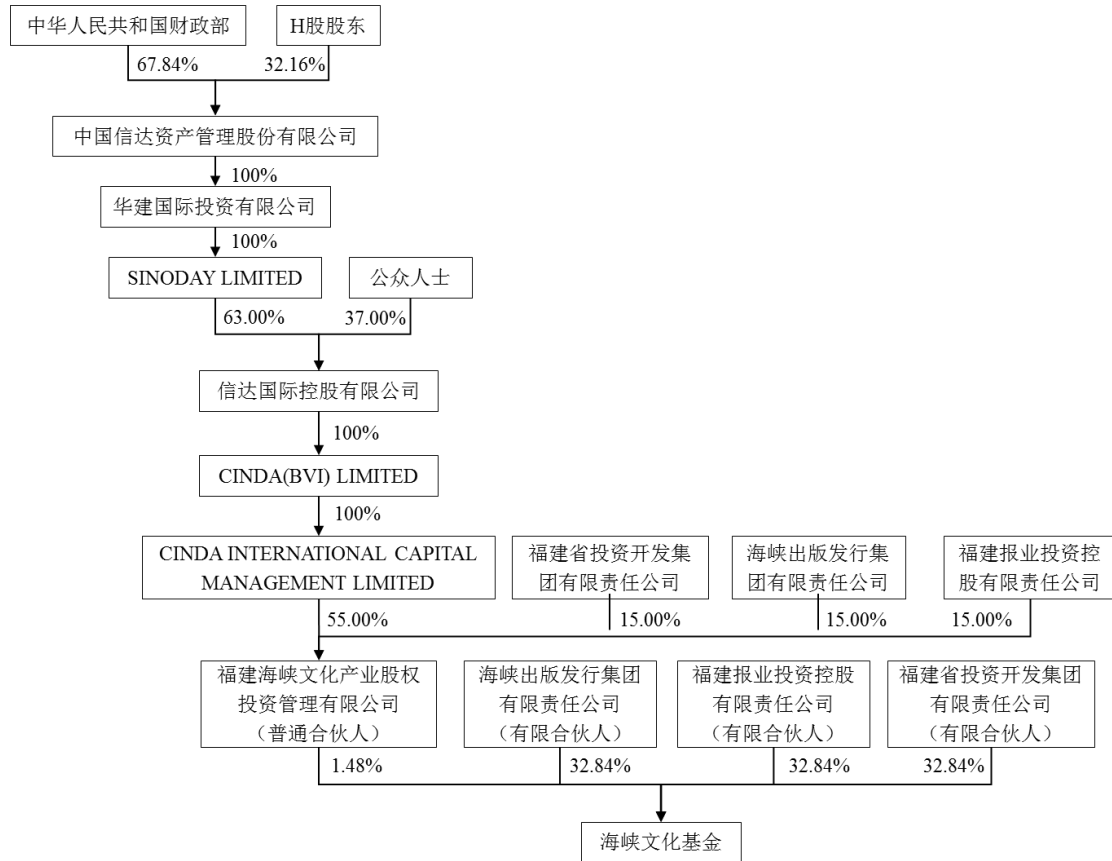 中华人民共和国财政部
H股股东
67.84%
32.16%
中国信达资产管理股份有限公司
100%
华建国际投资有限公司
100%
SINODAY LIMITED
公众人士
63.00%
37.00%
信达国际控股有限公司
100%
CINDA(BVI) LIMITED
100%
CINDA INTERNATIONAL CAPITAL
MANAGEMENT LIMITED
福建省投资开发集
团有限责任公司
海峡出版发行集
团有限责任公司
福建报业投资控
股有限责任公司
55.00%
15.00%
15.00%
15.00%
福建海峡文化产业股权
投资管理有限公司
（普通合伙人）
海峡出版发行集团
有限责任公司
（有限合伙人）
福建报业投资控股
有限责任公司
（有限合伙人）
福建省投资开发集团
有限责任公司
（有限合伙人）
1.48%
32.84%
32.84%
32.84%
海峡文化基金